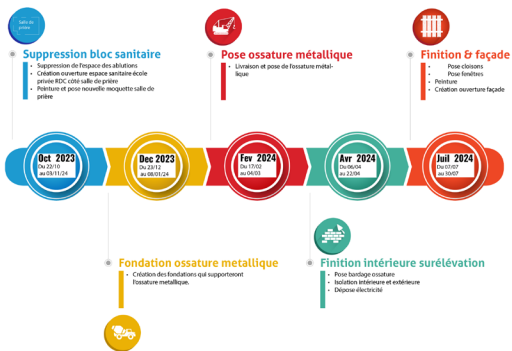 Salle de
prière
Suppression bloc sanitaire
• Suppression de l'espace des ablutions
• Création ouverture espace sanitaire école
privée RDC côté salle de prière
• Peinture et pose nouvelle moquette salle de
prière
Pose ossature métallique
• Livraison et pose de l'ossature métal-
lique
Finition & façade
• Pose cloisons
• Pose fenêtres
• Peinture
• Création ouverture façade
Oct 2023
Du 22/10
au 03/11/24
Dec 2023
Du 23/12
au 08/01/24
Fev 2024
Du 17/02
au 04/03
Avr 2024
Du 06/04
au 22/04
Juil 2024
Du 07/07
au 30/07
Fondation ossature metallique
• Création des fondations qui supporteront
l'ossature metallique.
Finition intérieure surélévation
• Pose bardage ossature
• Isolation intérieure et extérieure
• Dépose électricité